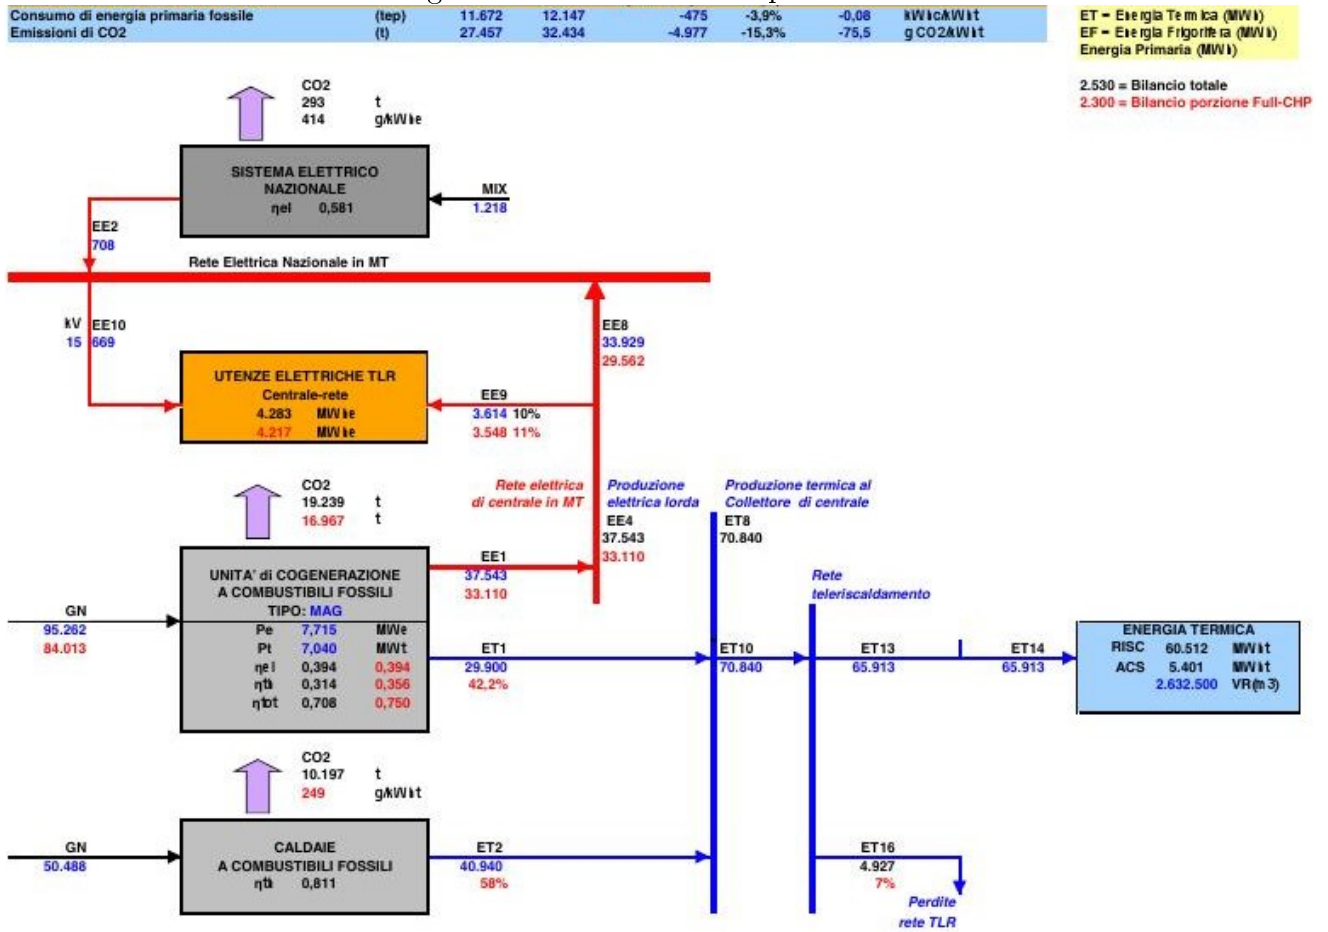 Consumo di energia primaria fossile (tep) 11.672 12.147 -475 -3,9% -0,08 kWhc/kWht
Emissioni di CO2 (t) 27.457 32.434 -4.977 -15,3% -75,5 gCO2/kWht
ET = Energia Termica (MWh)
EF = Energia Frigorifera (MWh)
Energia Primaria (MWh)
2.530 = Bilancio totale
2.300 = Bilancio porzione Full-CHP
CO2
293 t
414 g/kWhe
SISTEMA ELETTRICO
NAZIONALE
ηel 0,581
MIX
1.218
EE2
708
Rete Elettrica Nazionale in MT
kV EE10
15 669
EE8
33.929
29.562
UTENZE ELETTRICHE TLR
Centrale-rete
4.283 MWhe
4.217 MWhe
EE9
3.614 10%
3.548 11%
CO2
19.239 t
16.967 t
Rete elettrica
di centrale in MT
Produzione
elettrica lorda
EE4
37.543
33.110
Produzione termica al
Collettore di centrale
ET8
70.840
UNITA' di COGENERAZIONE
A COMBUSTIBILI FOSSILI
TIPO: MAG
Pe 7,715 MWe
Pt 7,040 MWt
ηel 0,394 0,394
ηth 0,314 0,356
ηtot 0,708 0,750
GN
95.262
84.013
EE1
37.543
33.110
ET1
29.900
42,2%
Rete
teleriscaldamento
ET10
70.840
ET13
65.913
ET14
65.913
ENERGIA TERMICA
RISC 60.512 MWht
ACS 5.401 MWht
2.632.500 VR(m3)
CO2
10.197 t
249 g/kWht
GN
50.488
CALDAIE
A COMBUSTIBILI FOSSILI
ηth 0,811
ET2
40.940
58%
ET16
4.927
7%
Perdite
rete TLR